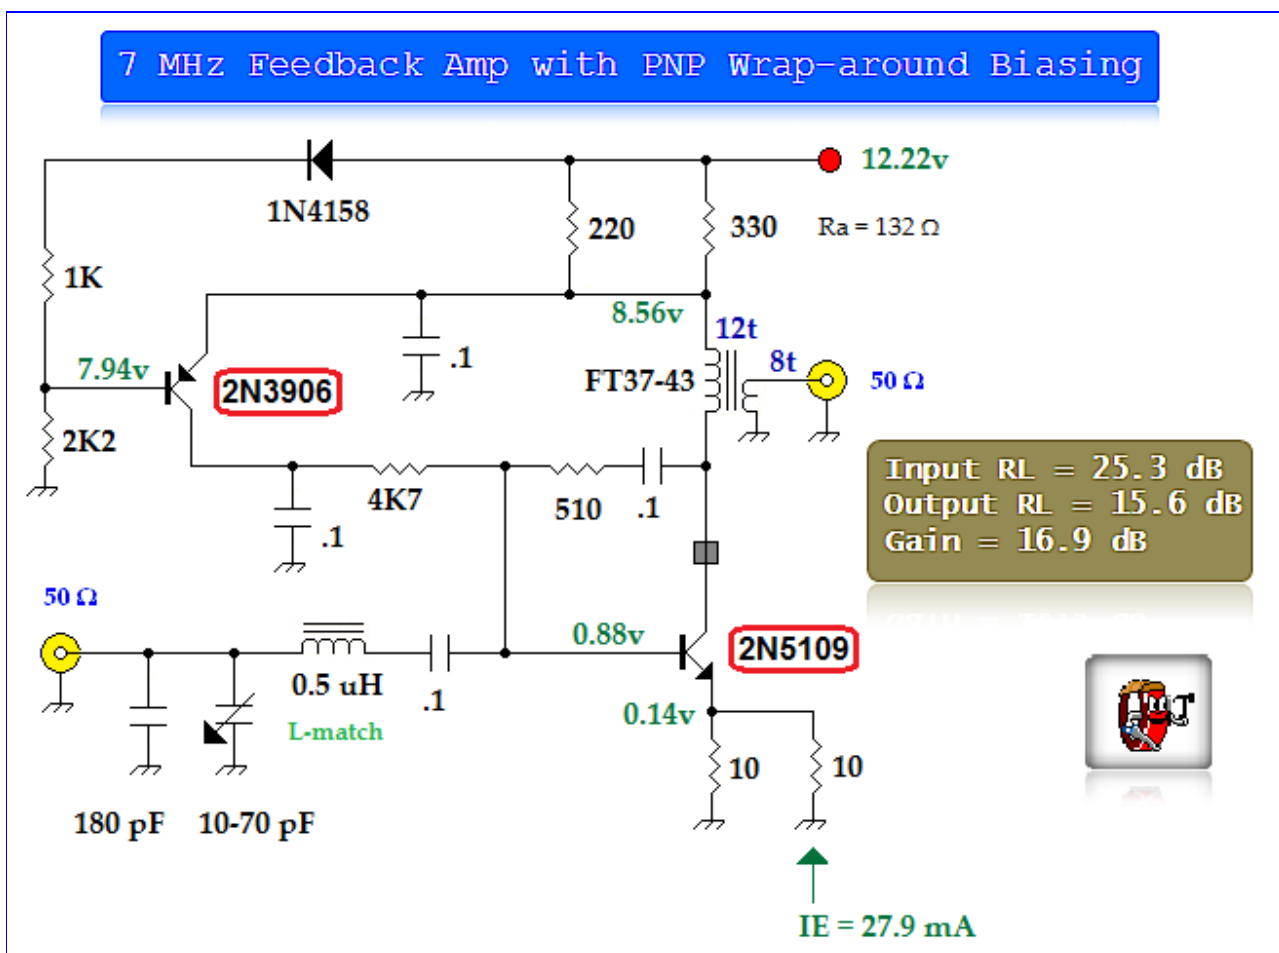 7 MHz Feedback Amp with PNP Wrap-around Biasing
12.22v
1N4158
220
330
Ra = 132 Ω
1K
8.56v
12t
8t
.1
7.94v
2N3906
FT37-43
50 Ω
2K2
4K7
510
.1
.1
Input RL = 25.3 dB
Output RL = 15.6 dB
Gain = 16.9 dB
50 Ω
0.88v
2N5109
0.5 uH
.1
L-match
0.14v
10
10
180 pF
10-70 pF
IE = 27.9 mA